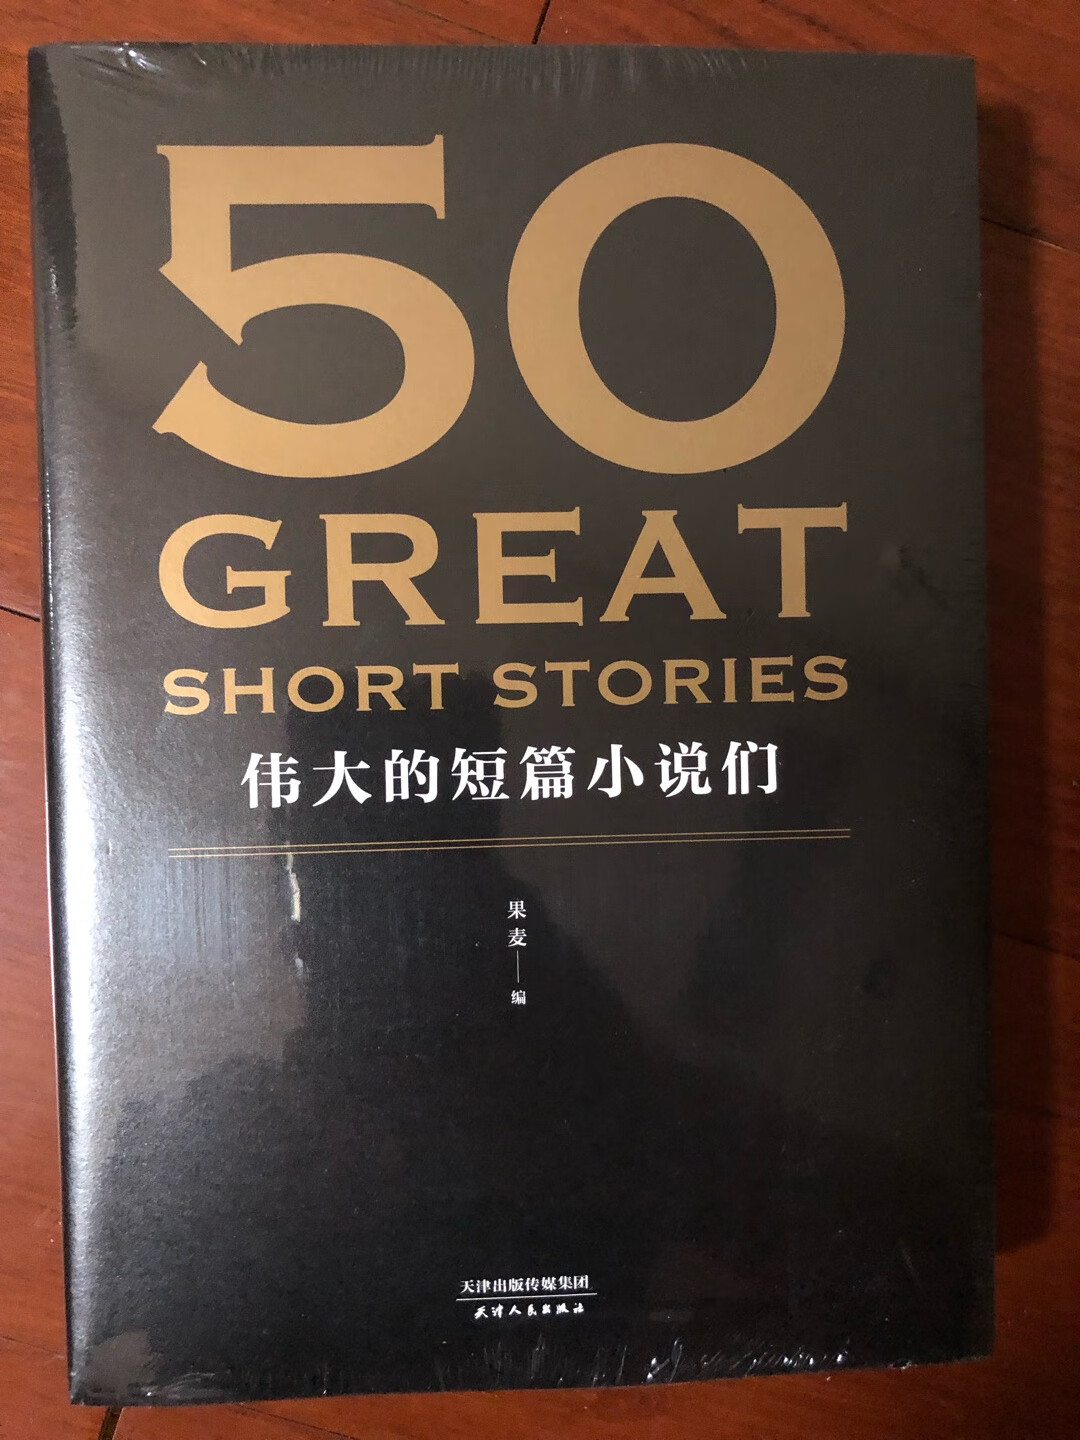 50
GREAT
SHORT STORIES
伟大的短篇小说们
果麦——编
天津出版传媒集团
天津人民出版社